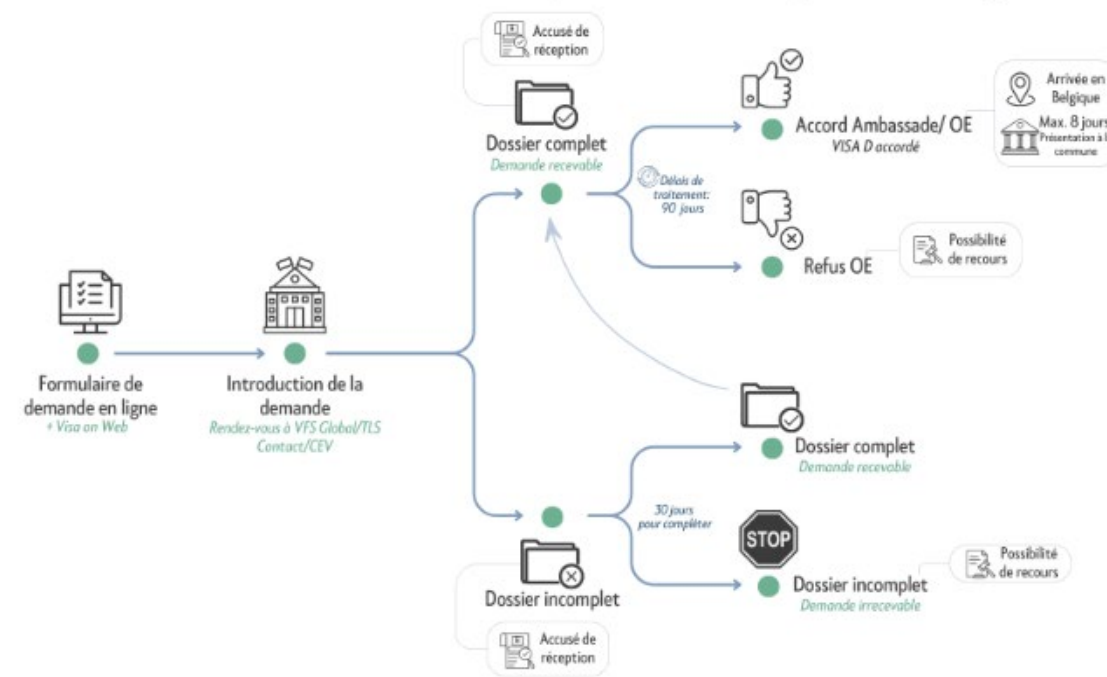 Accusé de
réception
Dossier complet
Demande recevable
Délais de
traitement:
90 jours
Accord Ambassade/ OE
VISA D accordé
Arrivée en
Belgique
Max. 8 jours
Présentation à l
commune
Refus OE
Possibilité
de recours
Formulaire de
demande en ligne
+ Visa on Web
Introduction de la
demande
Rendez-vous à VFS Global/TLS
Contact/CEV
Dossier complet
Demande recevable
30 jours
pour compléter
STOP
Dossier incomplet
Demande irrecevable
Possibilité
de recours
Dossier incomplet
Accusé de
réception